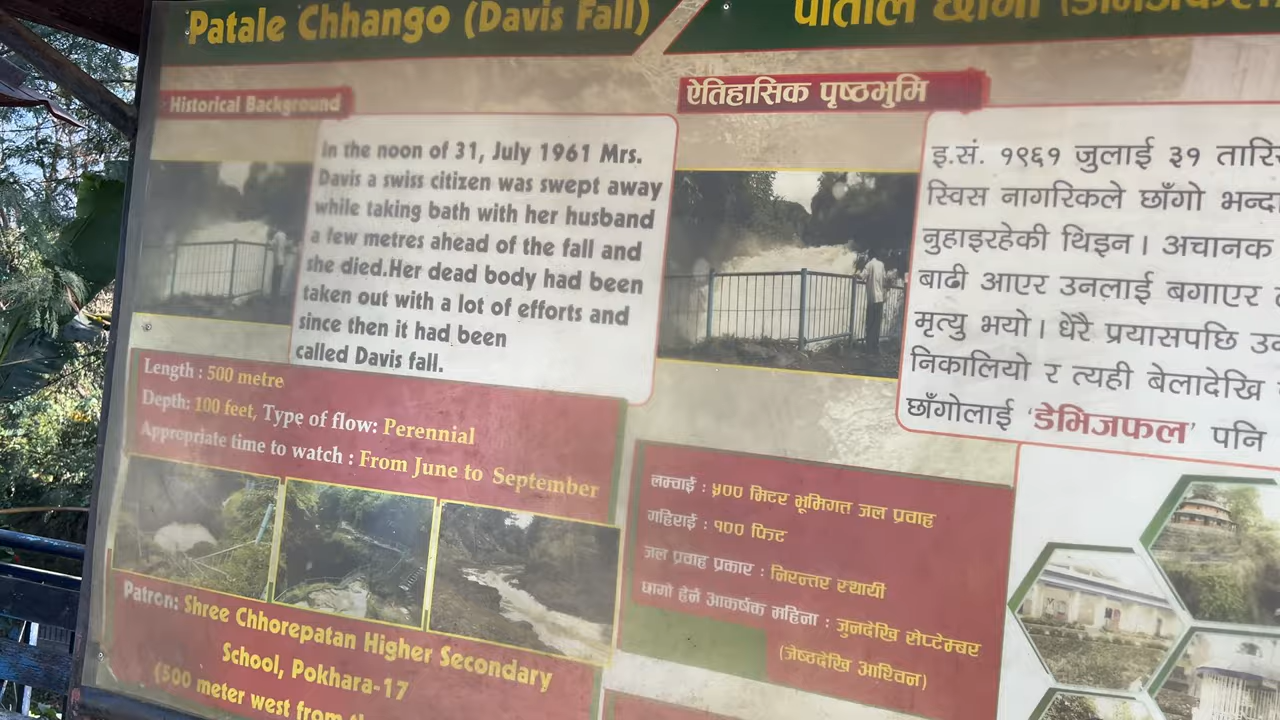 Patale Chhango (Davis Fall)
Historical Background
In the noon of 31, July 1961 Mrs.
Davis a swiss citizen was swept away
while taking bath with her husband
a few metres ahead of the fall and
she died.Her dead body had been
taken out with a lot of efforts and
since then it had been
called Davis fall.
Length : 500 metre
Depth: 100 feet, Type of flow: Perennial
Appropriate time to watch : From June to September
Patron: Shree Chhorepatan Higher Secondary
School, Pokhara-17
(500 meter west from
ऐतिहासिक पृष्ठभुमि
इ.सं. १९६१ जुलाई ३१
स्विस नागरिकले छाँगो
नुहाइरहेकी थिइन। अचानक
बाढी आएर उनलाई बगाएर
मृत्यु भयो। धेरै प्रयासपछि
निकालियो र त्यही बेलादेखि
छाँगोलाई 'डेभिजफल' पनि
लम्वाई : ५०० मिटर भूमिगत जल प्रवाह
गहिराई : १०० फिट
जल प्रवाह प्रकार : निरन्तर स्थायी
छागो हेर्ने आकर्षक महिना : जुनदेखि सेप्टेम्बर
(जेष्ठदेखि आश्विन)